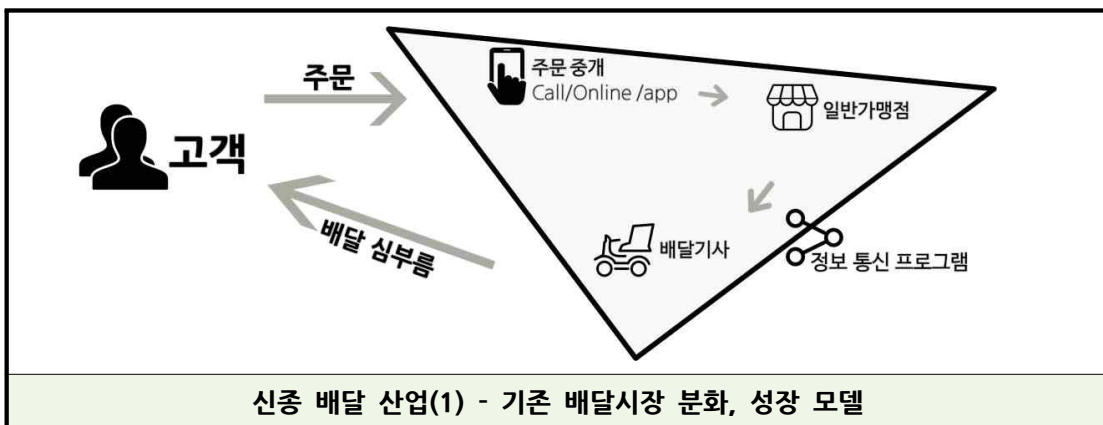 주문
주문 중개
Call/Online /app
일반가맹점
고객
배달 심부름
배달기사
정보 통신 프로그램
신종 배달 산업(1) - 기존 배달시장 분화, 성장 모델